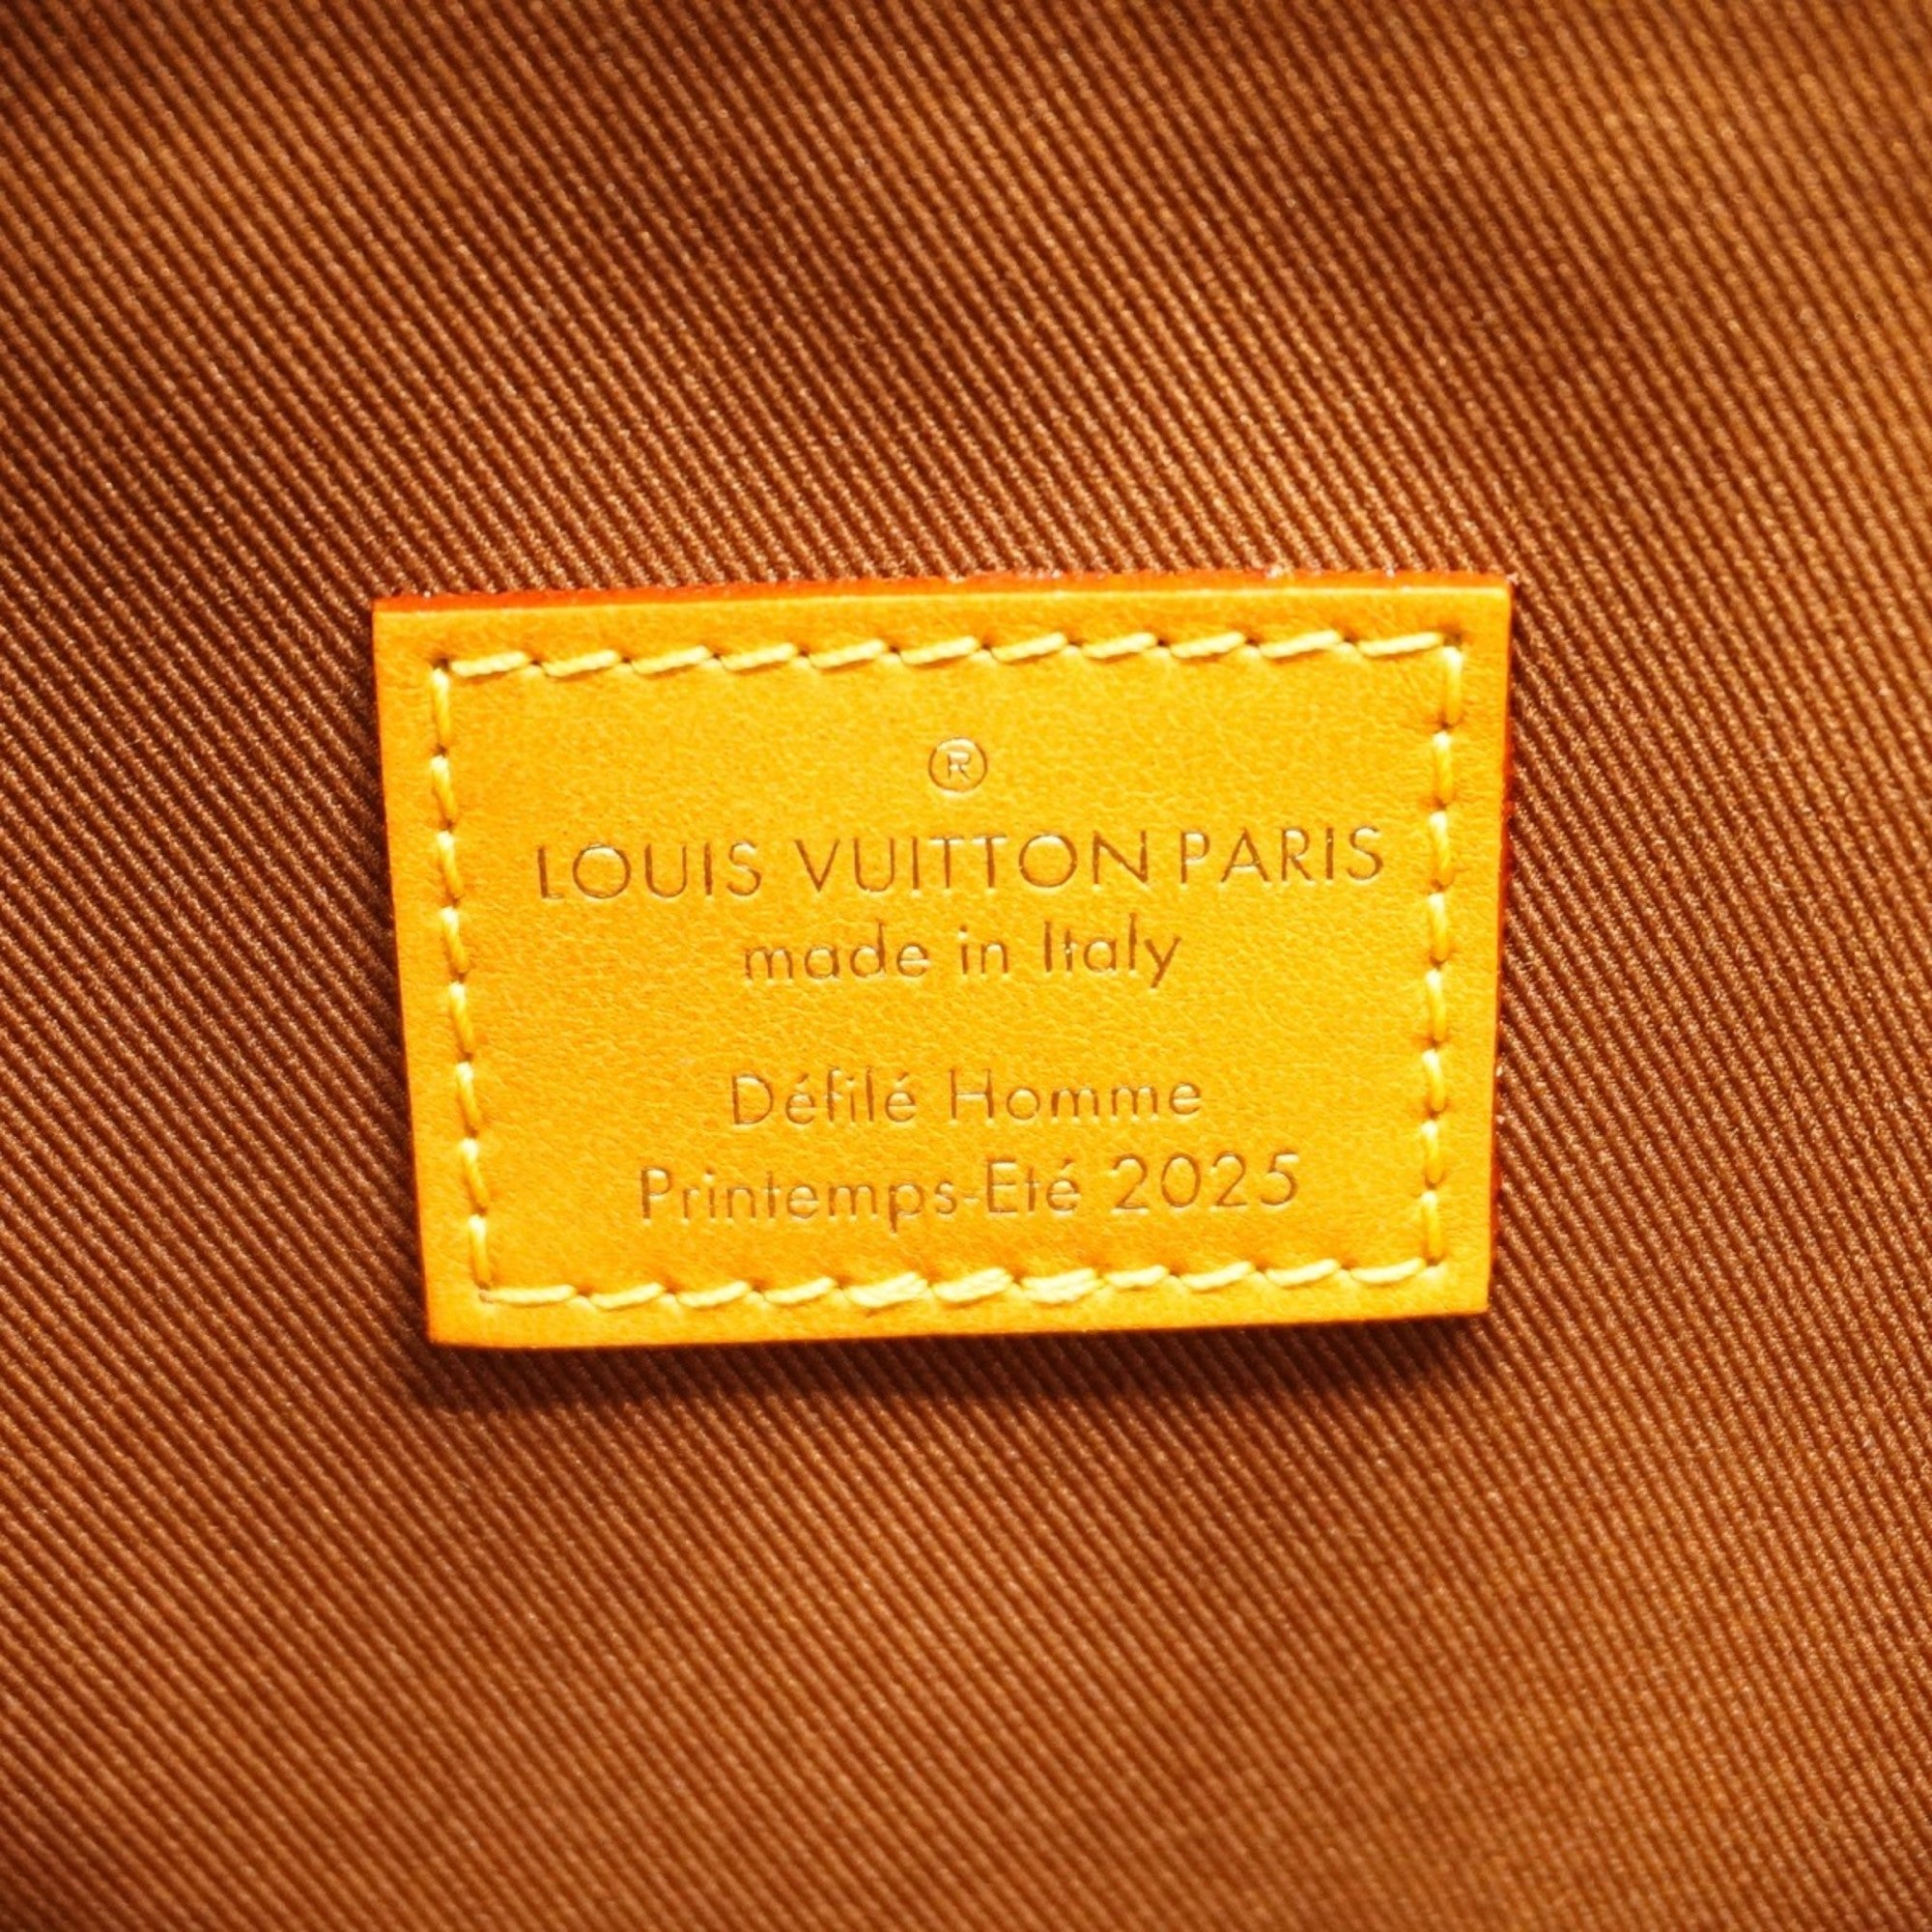 ®
LOUIS VUITTON PARIS
made in Italy
Défilé Homme
Printemps-Eté 2025